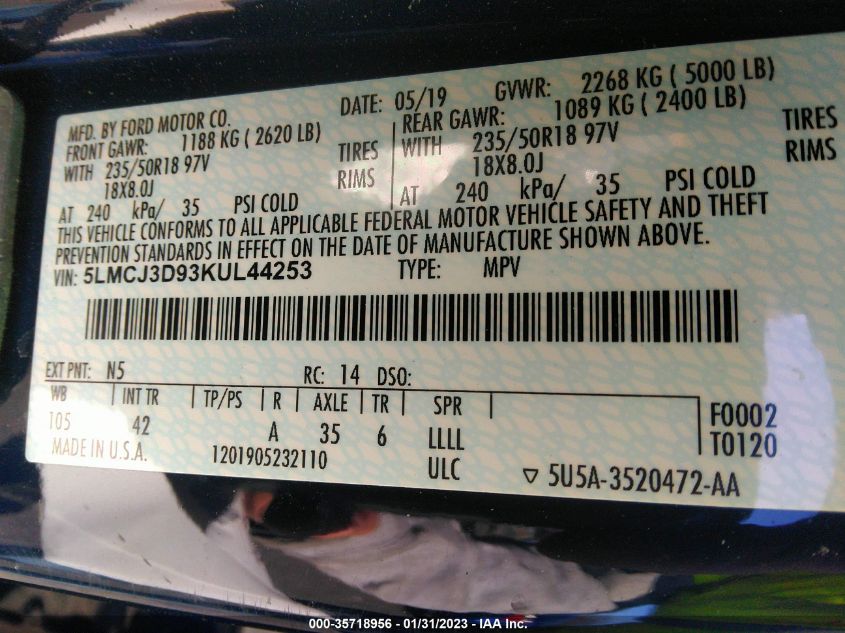 MFD. BY FORD MOTOR CO. DATE: 05/19 GVWR: 2268 KG ( 5000 LB)
FRONT GAWR: 1188 KG ( 2620 LB) REAR GAWR: 1089 KG ( 2400 LB)
WITH 235/50R18 97V TIRES WITH 235/50R18 97V TIRES
18X8.0J RIMS 18X8.0J RIMS
AT 240 kPa/ 35 PSI COLD AT 240 kPa/ 35 PSI COLD
THIS VEHICLE CONFORMS TO ALL APPLICABLE FEDERAL MOTOR VEHICLE SAFETY AND THEFT
PREVENTION STANDARDS IN EFFECT ON THE DATE OF MANUFACTURE SHOWN ABOVE.
VIN: 5LMCJ3D93KUL44253 TYPE: MPV
EXT PNT: N5 RC: 14 DSO:
WB INT TR TP/PS R AXLE TR SPR
105 42 A 35 6 LLLL F0002
MADE IN U.S.A. 1201905232110 ULC T0120
▽ 5U5A-3520472-AA
000-35718956 - 01/31/2023 - IAA Inc.